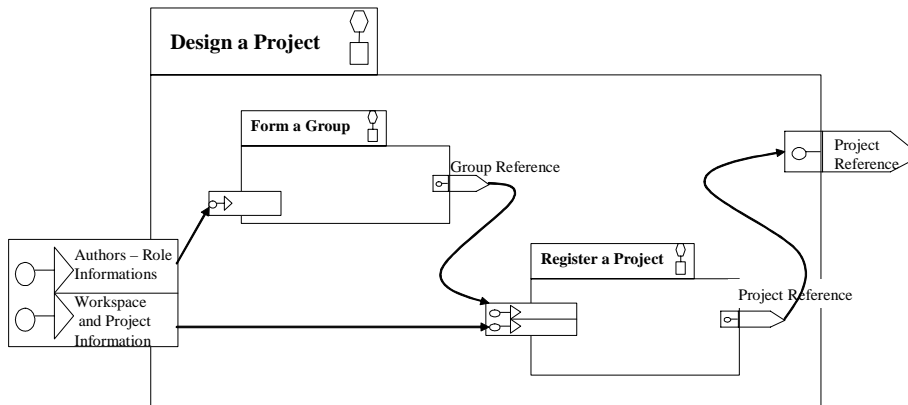 Design a Project
Form a Group
Group Reference
Project
Reference
Authors – Role
Informations
Workspace
and Project
Information
Register a Project
Project Reference